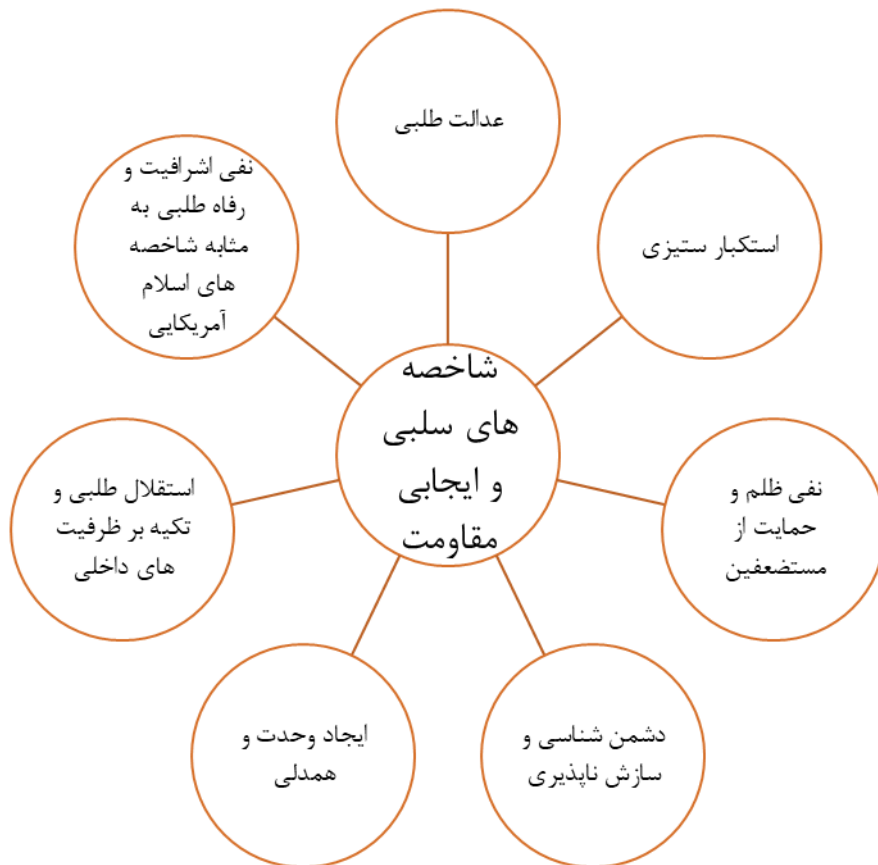 عدالت طلبی
استکبار ستیزی
نفی ظلم و
حمایت از
مستضعفین
دشمن شناسی و
سازش ناپذیری
ایجاد وحدت و
همدلی
استقلال طلبی و
تکیه بر ظرفیت
های داخلی
نفی اشرافیت و
رفاه طلبی به
مثابه شاخصه
های اسلام
آمریکایی
شاخصه
های سلبی
و ایجابی
مقاومت